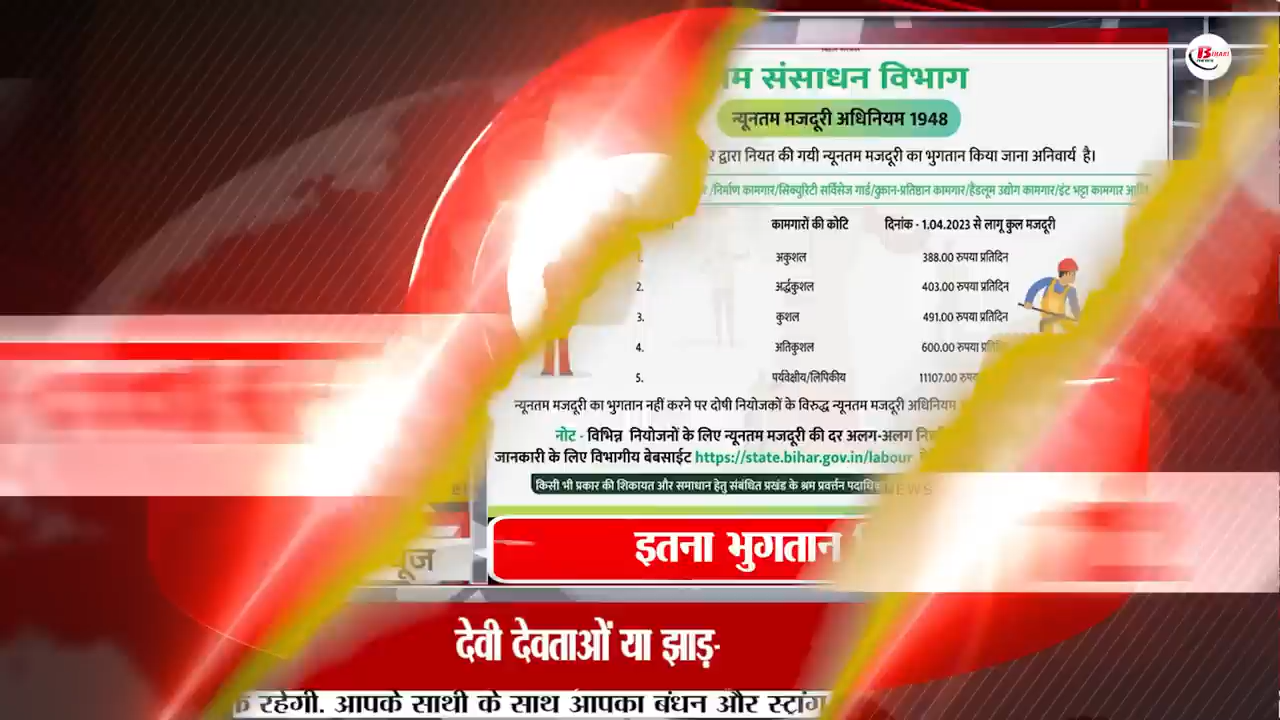 संसाधन विभाग
न्यूनतम मजदूरी अधिनियम 1948
द्वारा नियत की गयी न्यूनतम मजदूरी का भुगतान किया जाना अनिवार्य है।
/निर्माण कामगार/सिक्युरिटी सर्विसेज गार्ड/दुकान-प्रतिष्ठान कामगार/हैंडलूम उद्योग कामगार/इंट भट्टा कामगार
कामगारों की कोटि दिनांक - 1.04.2023 से लागू कुल मजदूरी
1. अकुशल 388.00 रुपया प्रतिदिन
2. अर्द्धकुशल 403.00 रुपया प्रतिदिन
3. कुशल 491.00 रुपया प्रतिदिन
4. अतिकुशल 600.00 रुपया
5. पर्यवेक्षीय/लिपिकीय 11107.00
न्यूनतम मजदूरी का भुगतान नहीं करने पर दोषी नियोजकों के विरुद्ध न्यूनतम मजदूरी अधिनियम
नोट - विभिन्न नियोजनों के लिए न्यूनतम मजदूरी की दर अलग-अलग
जानकारी के लिए विभागीय बेबसाईट https://state.bihar.gov.in/labour
किसी भी प्रकार की शिकायत और समाधान हेतु संबंधित प्रखंड के श्रम प्रवर्त्तन
NEWS
इतना भुगतान
देवी देवताओं या झाड़-
रहेगी. आपके साथी के साथ आपका बंधन और
BIHARI
NEWS